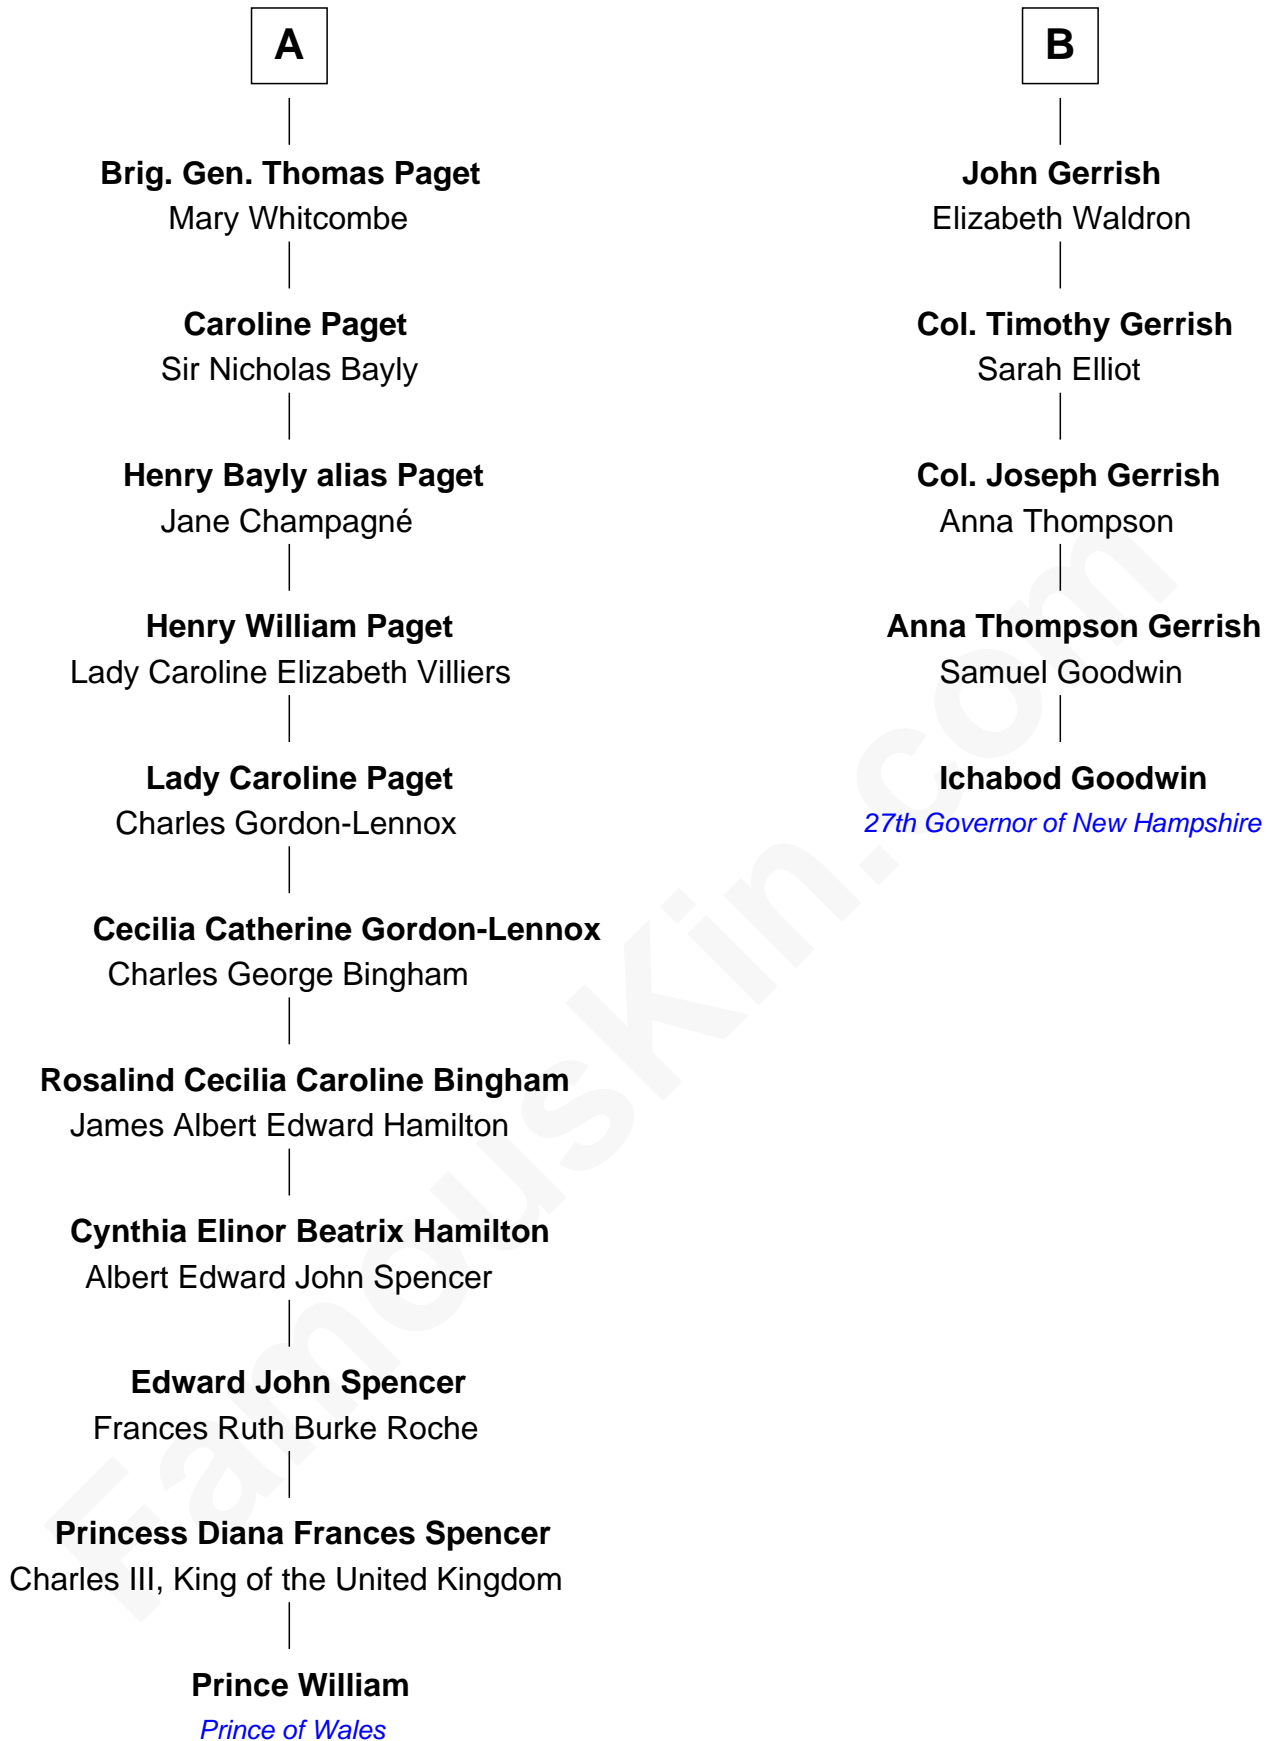 A
Brig. Gen. Thomas Paget
Mary Whitcombe
Caroline Paget
Sir Nicholas Bayly
Henry Bayly alias Paget
Jane Champagné
Henry William Paget
Lady Caroline Elizabeth Villiers
Lady Caroline Paget
Charles Gordon-Lennox
Cecilia Catherine Gordon-Lennox
Charles George Bingham
Rosalind Cecilia Caroline Bingham
James Albert Edward Hamilton
Cynthia Elinor Beatrix Hamilton
Albert Edward John Spencer
Edward John Spencer
Frances Ruth Burke Roche
Princess Diana Frances Spencer
Charles III, King of the United Kingdom
Prince William
Prince of Wales
B
John Gerrish
Elizabeth Waldron
Col. Timothy Gerrish
Sarah Elliot
Col. Joseph Gerrish
Anna Thompson
Anna Thompson Gerrish
Samuel Goodwin
Ichabod Goodwin
27th Governor of New Hampshire
FamousKin.com